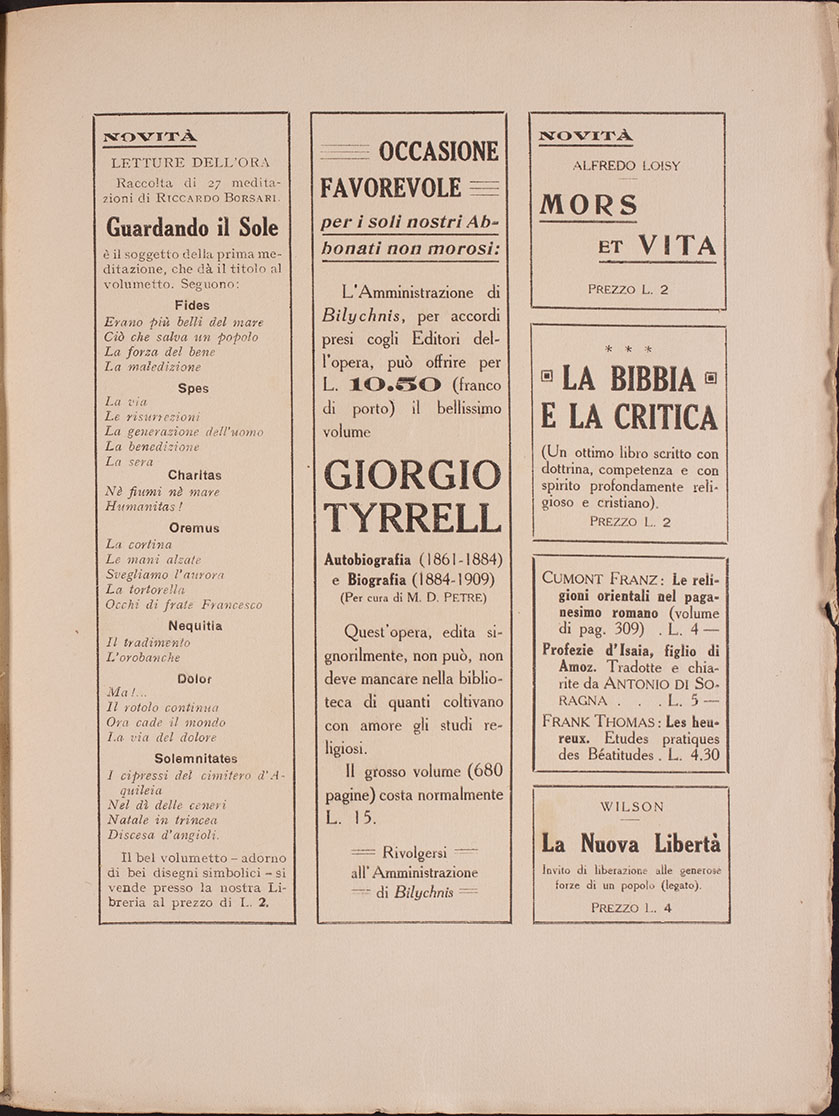 NOVITÀ
LETTURE DELL'ORA
Raccolta di 27 medita-
zioni di RICCARDO BORSARI.
Guardando il Sole
è il soggetto della prima me-
ditazione, che dà il titolo al
volumetto. Seguono:
Fides
Erano più belli del mare
Ciò che salva un popolo
La forza del bene
La maledizione
Spes
La via
Le risurrezioni
La generazione dell'uomo
La benedizione
La sera
Charitas
Nè fiumi nè mare
Humanitas!
Oremus
La cortina
Le mani alzate
Svegliamo l'aurora
La tortorella
Occhi di frate Francesco
Nequitia
Il tradimento
L'orobanche
Dolor
Ma!...
Il rotolo continua
Ora cade il mondo
La via del dolore
Solemnitates
I cipressi del cimitero d'A-
quileia
Nel dì delle ceneri
Natale in trincea
Discesa d'angioli.
Il bel volumetto – adorno
di bei disegni simbolici – si
vende presso la nostra Li-
breria al prezzo di L. 2.
OCCASIONE
FAVOREVOLE
per i soli nostri Ab-
bonati non morosi:
L'Amministrazione di
Bilychnis, per accordi
presi cogli Editori del-
l'opera, può offrire per
L. 10.50 (franco
di porto) il bellissimo
volume
GIORGIO
TYRRELL
Autobiografia (1861-1884)
e Biografia (1884-1909)
(Per cura di M. D. PETRE)
Quest'opera, edita si-
gnorilmente, non può, non
deve mancare nella biblio-
teca di quanti coltivano
con amore gli studi re-
ligiosi.
Il grosso volume (680
pagine) costa normalmente
L. 15.
Rivolgersi
all'Amministrazione
di Bilychnis
NOVITÀ
ALFREDO LOISY
MORS
ET VITA
PREZZO L. 2
* * *
LA BIBBIA
E LA CRITICA
(Un ottimo libro scritto con
dottrina, competenza e con
spirito profondamente reli-
gioso e cristiano).
PREZZO L. 2
CUMONT FRANZ: Le reli-
gioni orientali nel paga-
nesimo romano (volume
di pag. 309) . L. 4 —
Profezie d'Isaia, figlio di
Amoz. Tradotte e chia-
rite da ANTONIO DI SO-
RAGNA . . . L. 5 —
FRANK THOMAS: Les heu-
reux. Etudes pratiques
des Béatitudes . L. 4.30
WILSON
La Nuova Libertà
Invito di liberazione alle generose
forze di un popolo (legato).
PREZZO L. 4